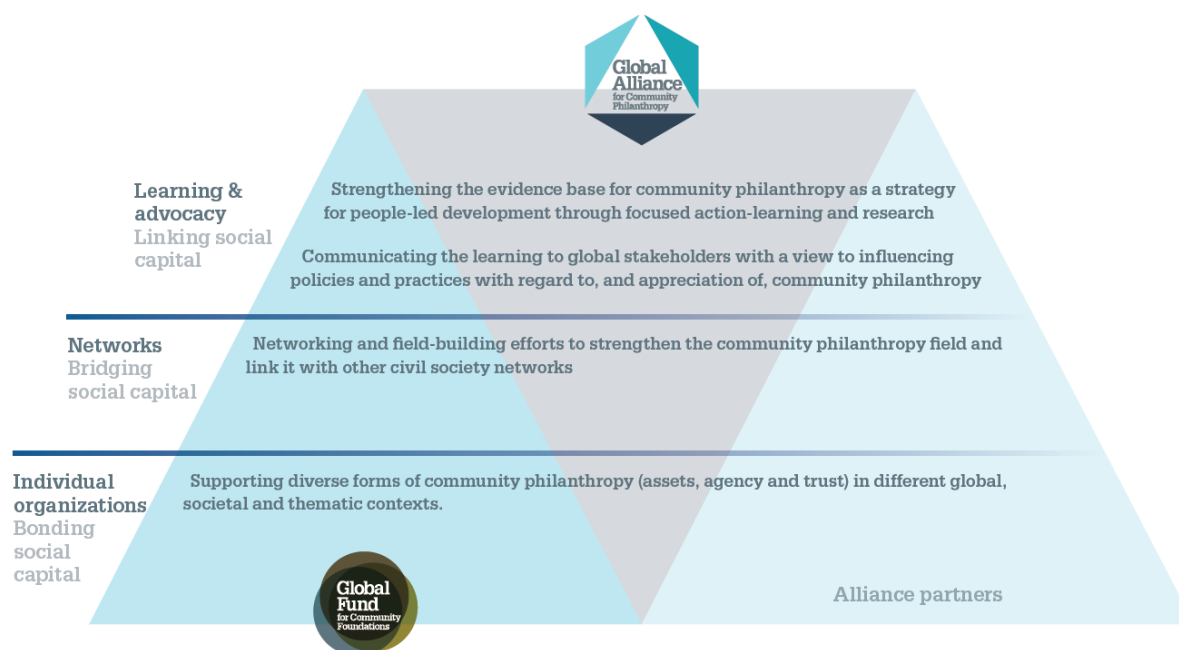 Global
Alliance
for Community
Philanthropy
Learning &
advocacy
Linking social
capital
Strengthening the evidence base for community philanthropy as a strategy
for people-led development through focused action-learning and research
Communicating the learning to global stakeholders with a view to influencing
policies and practices with regard to, and appreciation of, community philanthropy
Networks
Bridging
social capital
Networking and field-building efforts to strengthen the community philanthropy field and
link it with other civil society networks
Individual
organizations
Bonding
social
capital
Supporting diverse forms of community philanthropy (assets, agency and trust) in different global,
societal and thematic contexts.
Global
Fund
for Community
Foundations
Alliance partners